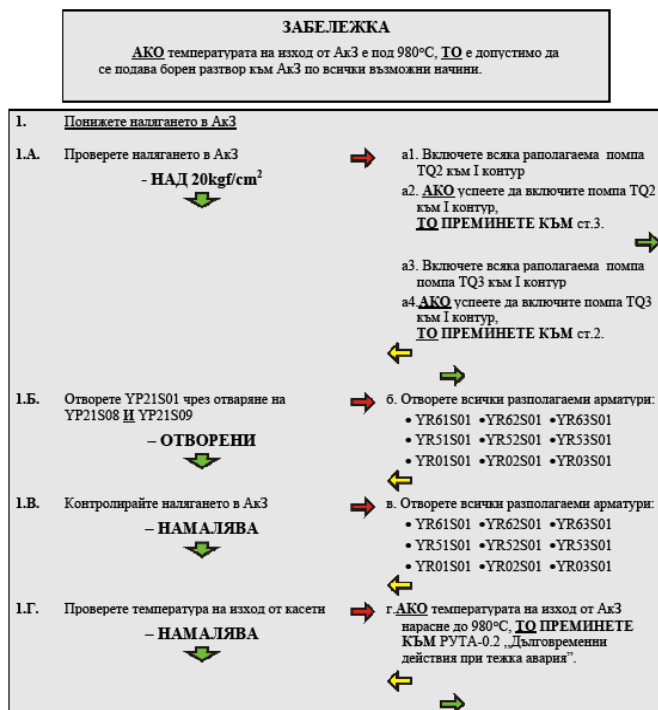 ЗАБЕЛЕЖКА
АКО температурата на изход от АкЗ е под 980°C, ТО е допустимо да
се подава борен разтвор към АкЗ по всички възможни начини.
1. Понижете налягането в АкЗ
1.А. Проверете налягането в АкЗ
- НАД 20kgf/cm²
а1. Включете всяка раполагаема помпа
TQ2 към I контур
а2. АКО успеете да включите помпа TQ2
към I контур,
ТО ПРЕМИНЕТЕ КЪМ ст.3.
а3. Включете всяка раполагаема помпа
помпа TQ3 към I контур
а4.АКО успеете да включите помпа TQ3
към I контур,
ТО ПРЕМИНЕТЕ КЪМ ст.2.
1.Б. Отворете YP21S01 чрез отваряне на
YP21S08 И YP21S09
– ОТВОРЕНИ
б. Отворете всички разполагаеми арматури:
• YR61S01 •YR62S01 •YR63S01
• YR51S01 •YR52S01 •YR53S01
• YR01S01 •YR02S01 •YR03S01
1.В. Контролирайте налягането в АкЗ
– НАМАЛЯВА
в. Отворете всички разполагаеми арматури:
• YR61S01 •YR62S01 •YR63S01
• YR51S01 •YR52S01 •YR53S01
• YR01S01 •YR02S01 •YR03S01
1.Г. Проверете температура на изход от касети
– НАМАЛЯВА
г.АКО температурата на изход от АкЗ
нарасне до 980°C, ТО ПРЕМИНЕТЕ
КЪМ РУТА-0.2 „Дълговременни
действия при тежка авария”.